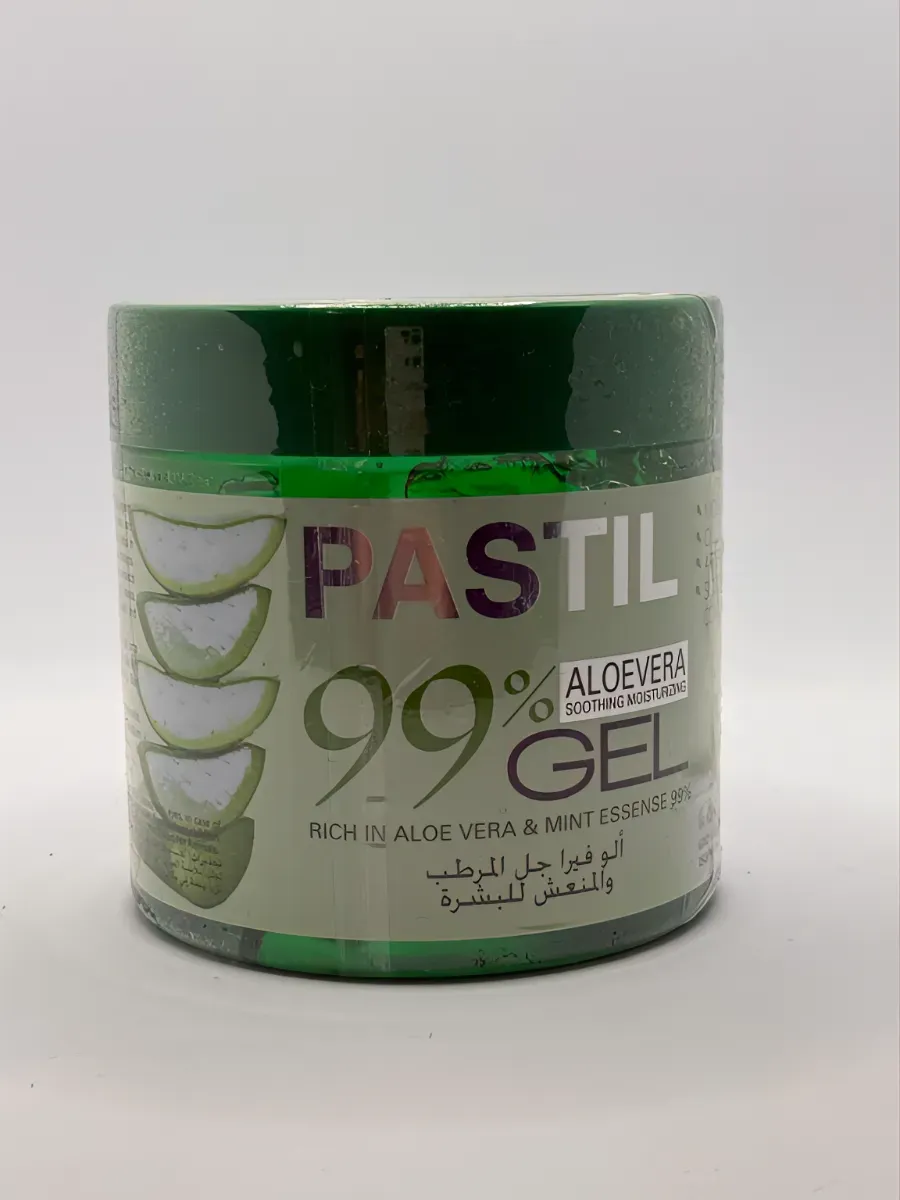 PASTIL
99% ALOEVERA
SOOTHING MOISTURIZING
GEL
RICH IN ALOE VERA & MINT ESSENSE 99%
ألو فيرا جل المرطب
والمنعش للبشرة